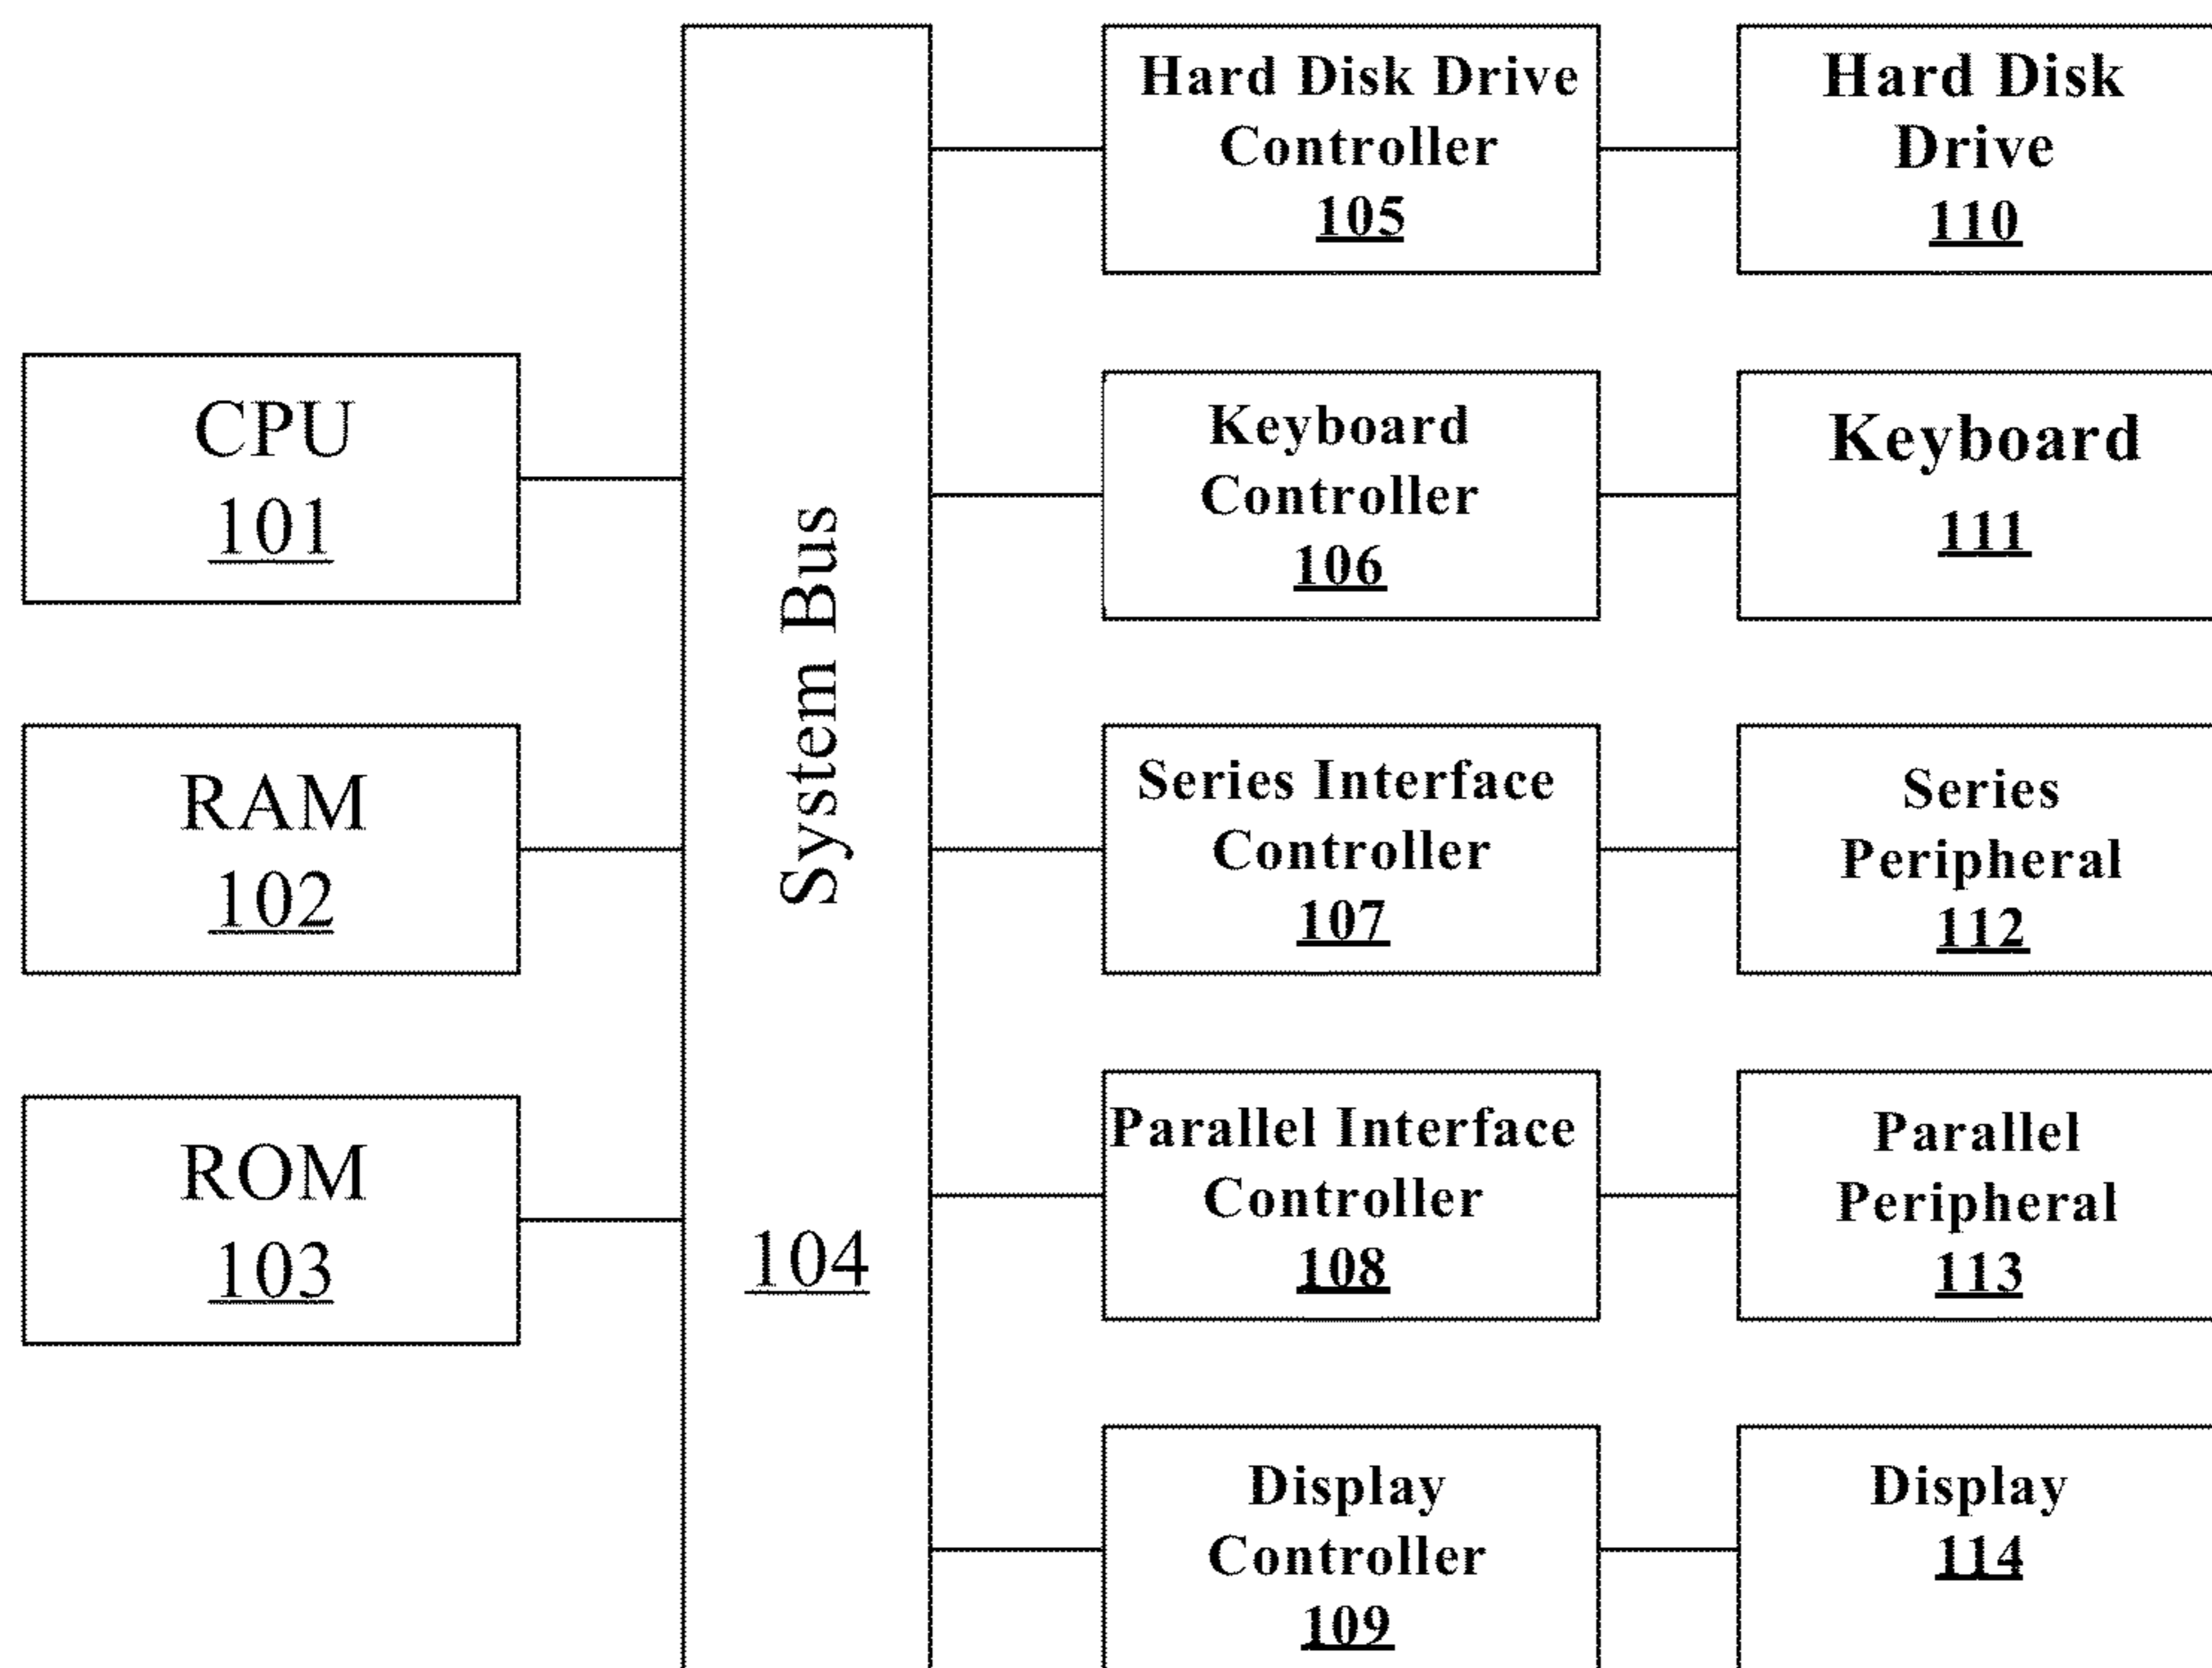 CPU
101
RAM
102
ROM
103
System Bus
104
Hard Disk Drive
Controller
105
Hard Disk
Drive
110
Keyboard
Controller
106
Keyboard
111
Series Interface
Controller
107
Series
Peripheral
112
Parallel Interface
Controller
108
Parallel
Peripheral
113
Display
Controller
109
Display
114